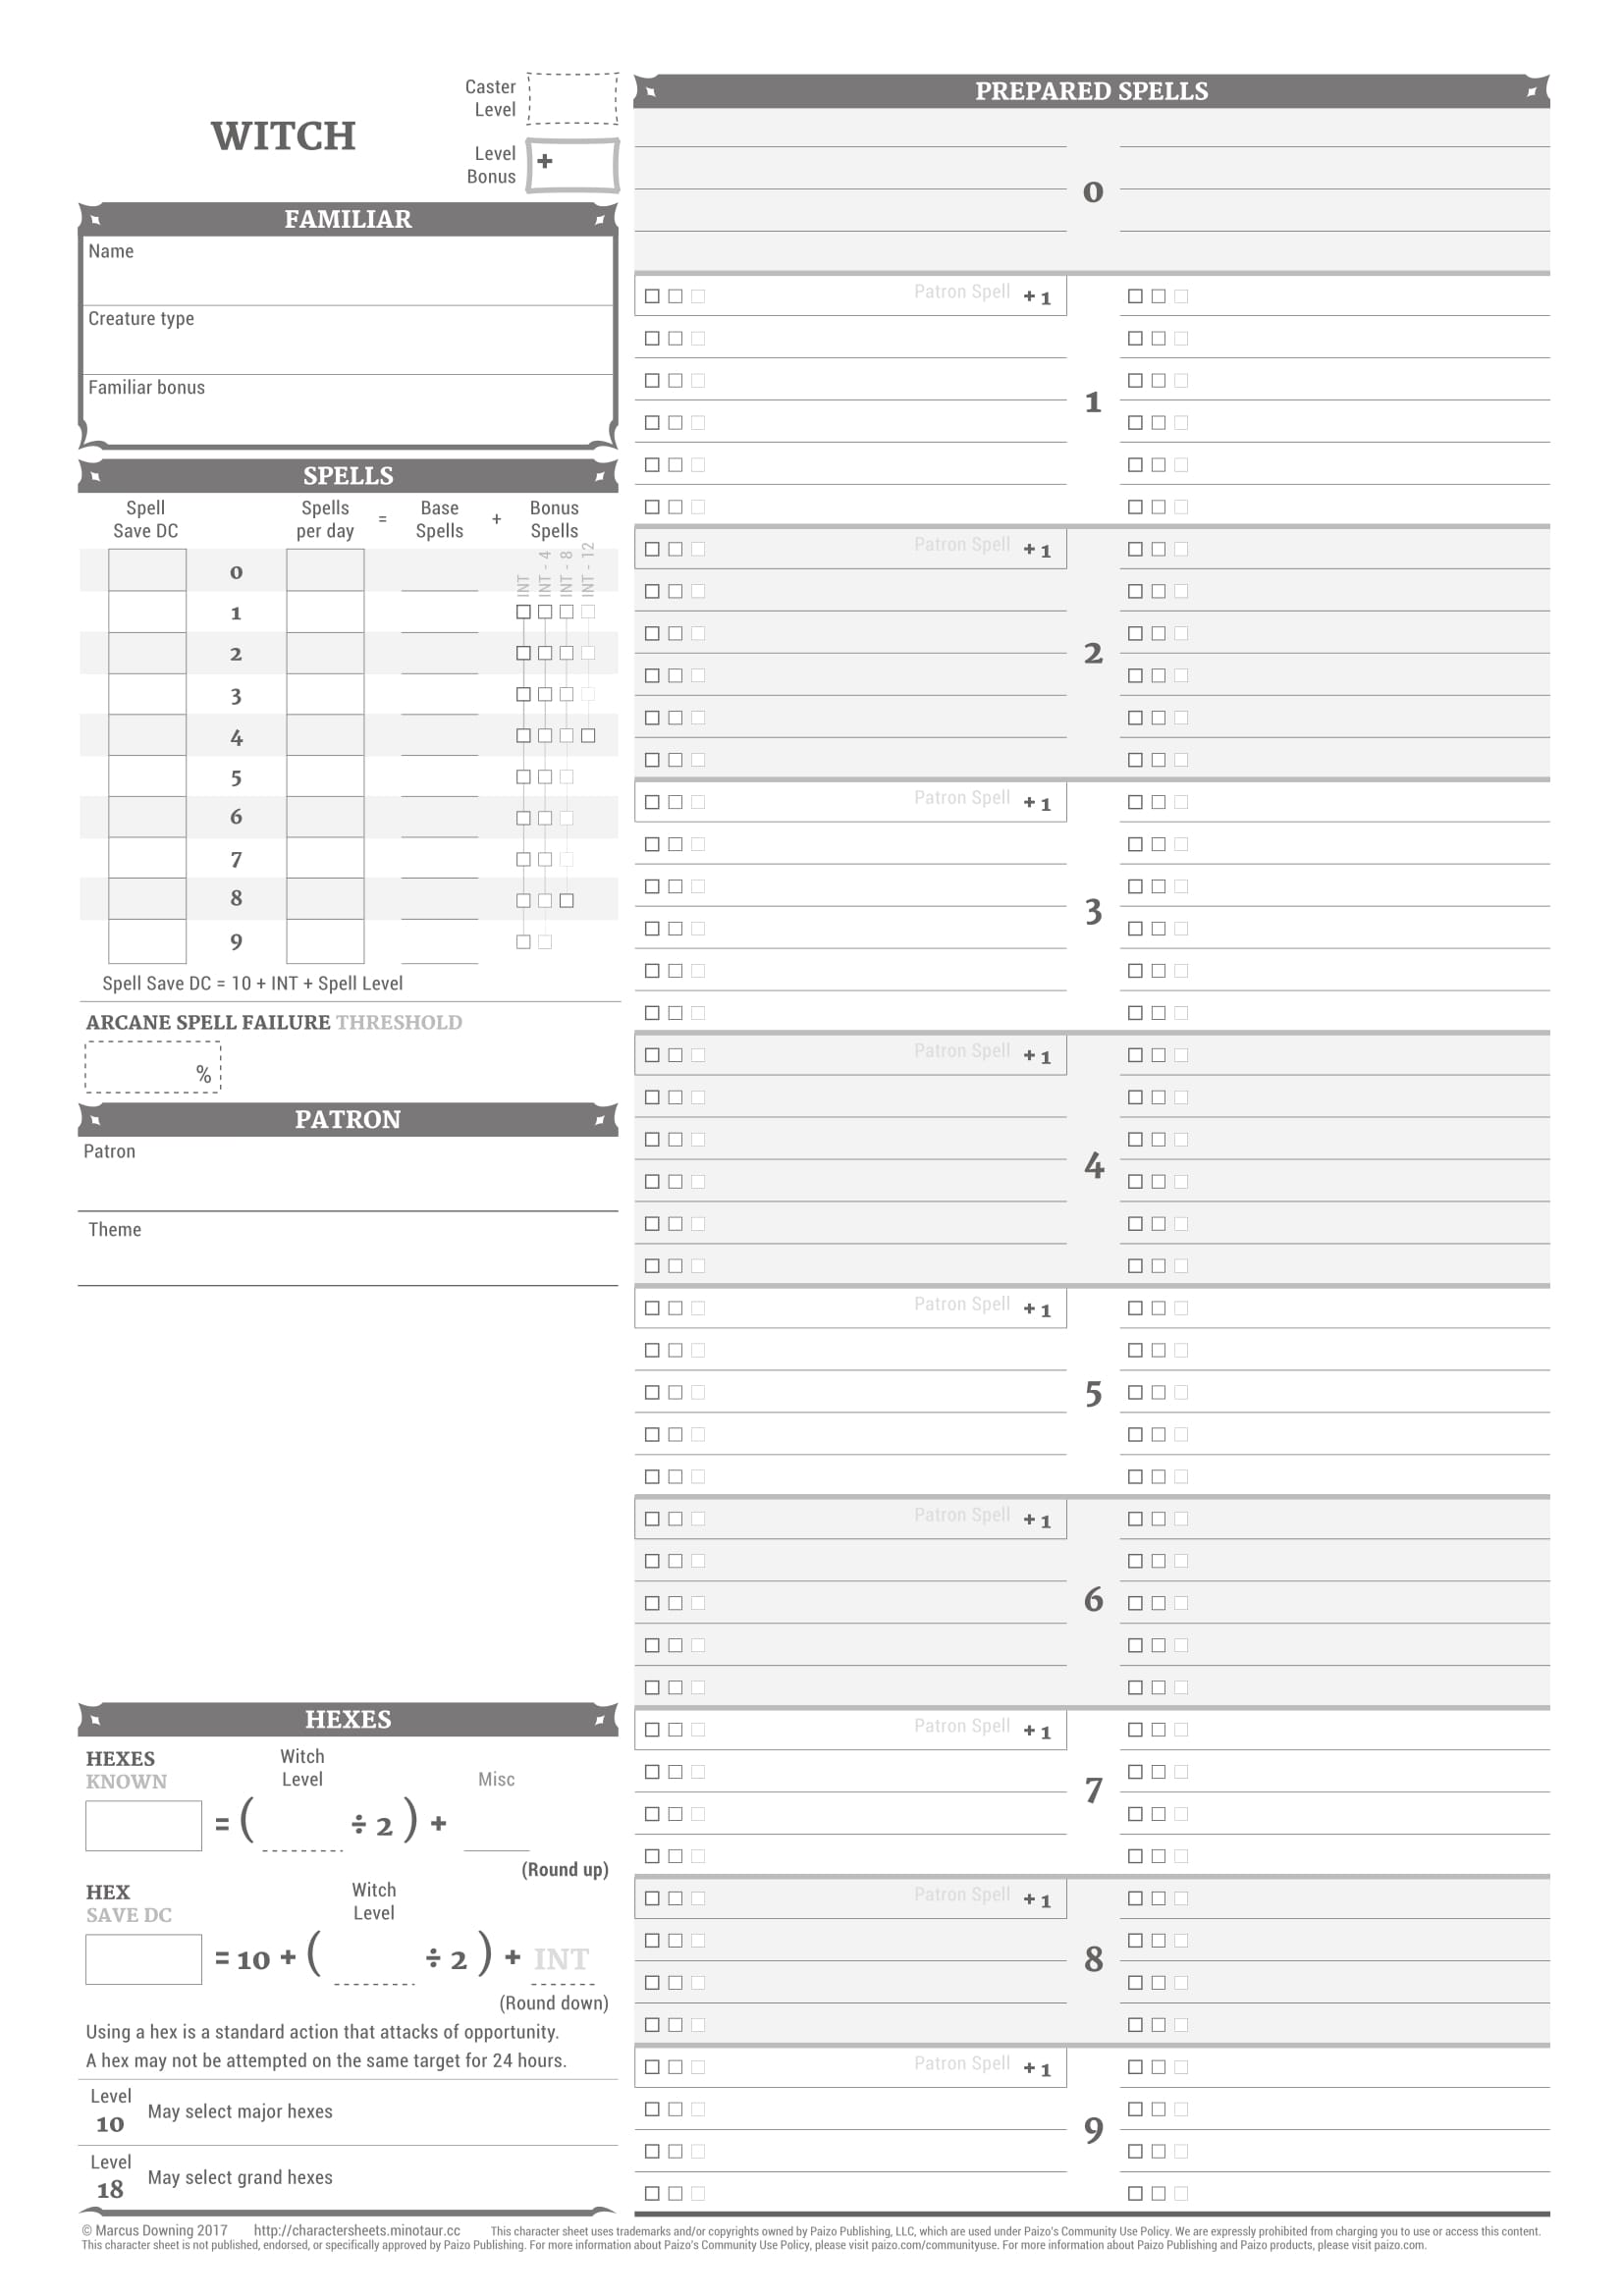 WITCH
Caster
Level
Level
Bonus
+
FAMILIAR
Name
Creature type
Familiar bonus
SPELLS
Spell
Save DC
Spells
per day
=
Base
Spells
+
Bonus
Spells
INT
INT - 4
INT - 8
INT - 12
0
1
2
3
4
5
6
7
8
9
Spell Save DC = 10 + INT + Spell Level
ARCANE SPELL FAILURE THRESHOLD
%
PATRON
Patron
Theme
HEXES
HEXES
KNOWN
Witch
Level
Misc
= ( ÷ 2 ) +
(Round up)
HEX
SAVE DC
Witch
Level
= 10 + ( ÷ 2 ) + INT
(Round down)
Using a hex is a standard action that attacks of opportunity.
A hex may not be attempted on the same target for 24 hours.
Level
10
May select major hexes
Level
18
May select grand hexes
PREPARED SPELLS
0
Patron Spell +1
1
Patron Spell +1
2
Patron Spell +1
3
Patron Spell +1
4
Patron Spell +1
5
Patron Spell +1
6
Patron Spell +1
7
Patron Spell +1
8
Patron Spell +1
9
© Marcus Downing 2017 http://charactersheets.minotaur.cc This character sheet uses trademarks and/or copyrights owned by Paizo Publishing, LLC, which are used under Paizo's Community Use Policy. We are expressly prohibited from charging you to use or access this content.
This character sheet is not published, endorsed, or specifically approved by Paizo Publishing. For more information about Paizo's Community Use Policy, please visit paizo.com/communityuse. For more information about Paizo Publishing and Paizo products, please visit paizo.com.